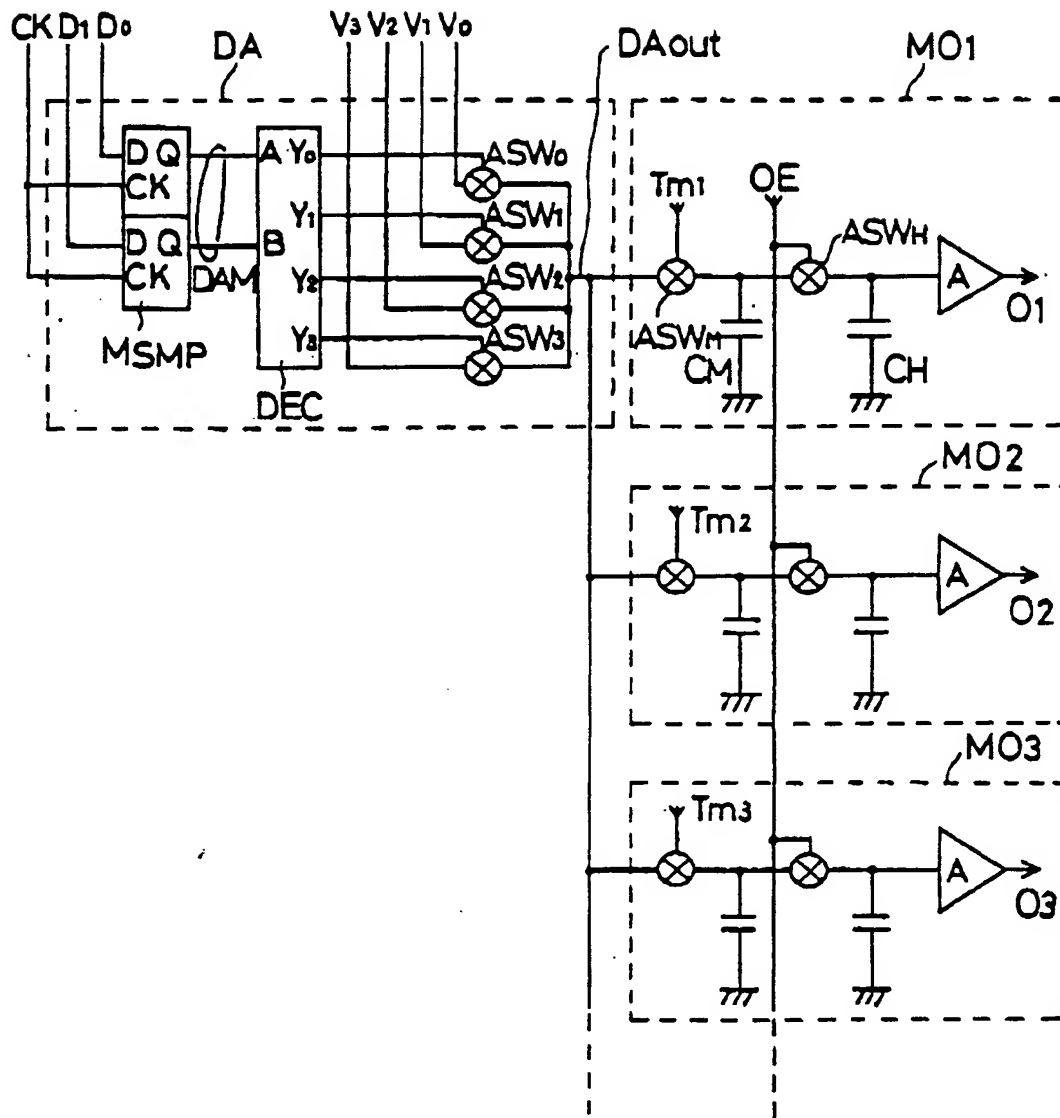 CK D1 D0 V3 V2 V1 V0
DA
DAout
MO1
D Q
CK
D Q
CK
DAM
MSMP
A Y0
Y1
B
Y2
Y3
DEC
ASW0
ASW1
ASW2
ASW3
Tm1
OE
ASWH
ASWM
CM
CH
A
O1
MO2
Tm2
A
O2
MO3
Tm3
A
O3